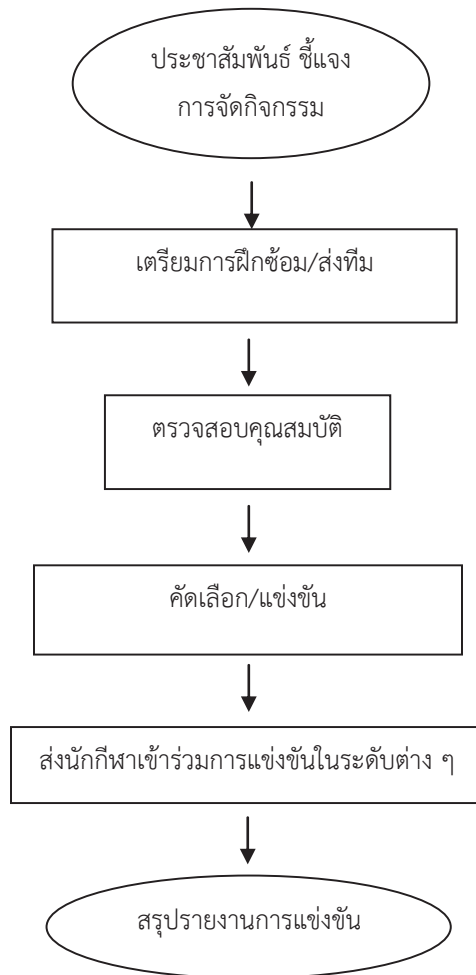 ประชาสัมพันธ์ ชี้แจง
การจัดกิจกรรม
เตรียมการฝึกซ้อม/ส่งทีม
ตรวจสอบคุณสมบัติ
คัดเลือก/แข่งขัน
ส่งนักกีฬาเข้าร่วมการแข่งขันในระดับต่าง ๆ
สรุปรายงานการแข่งขัน